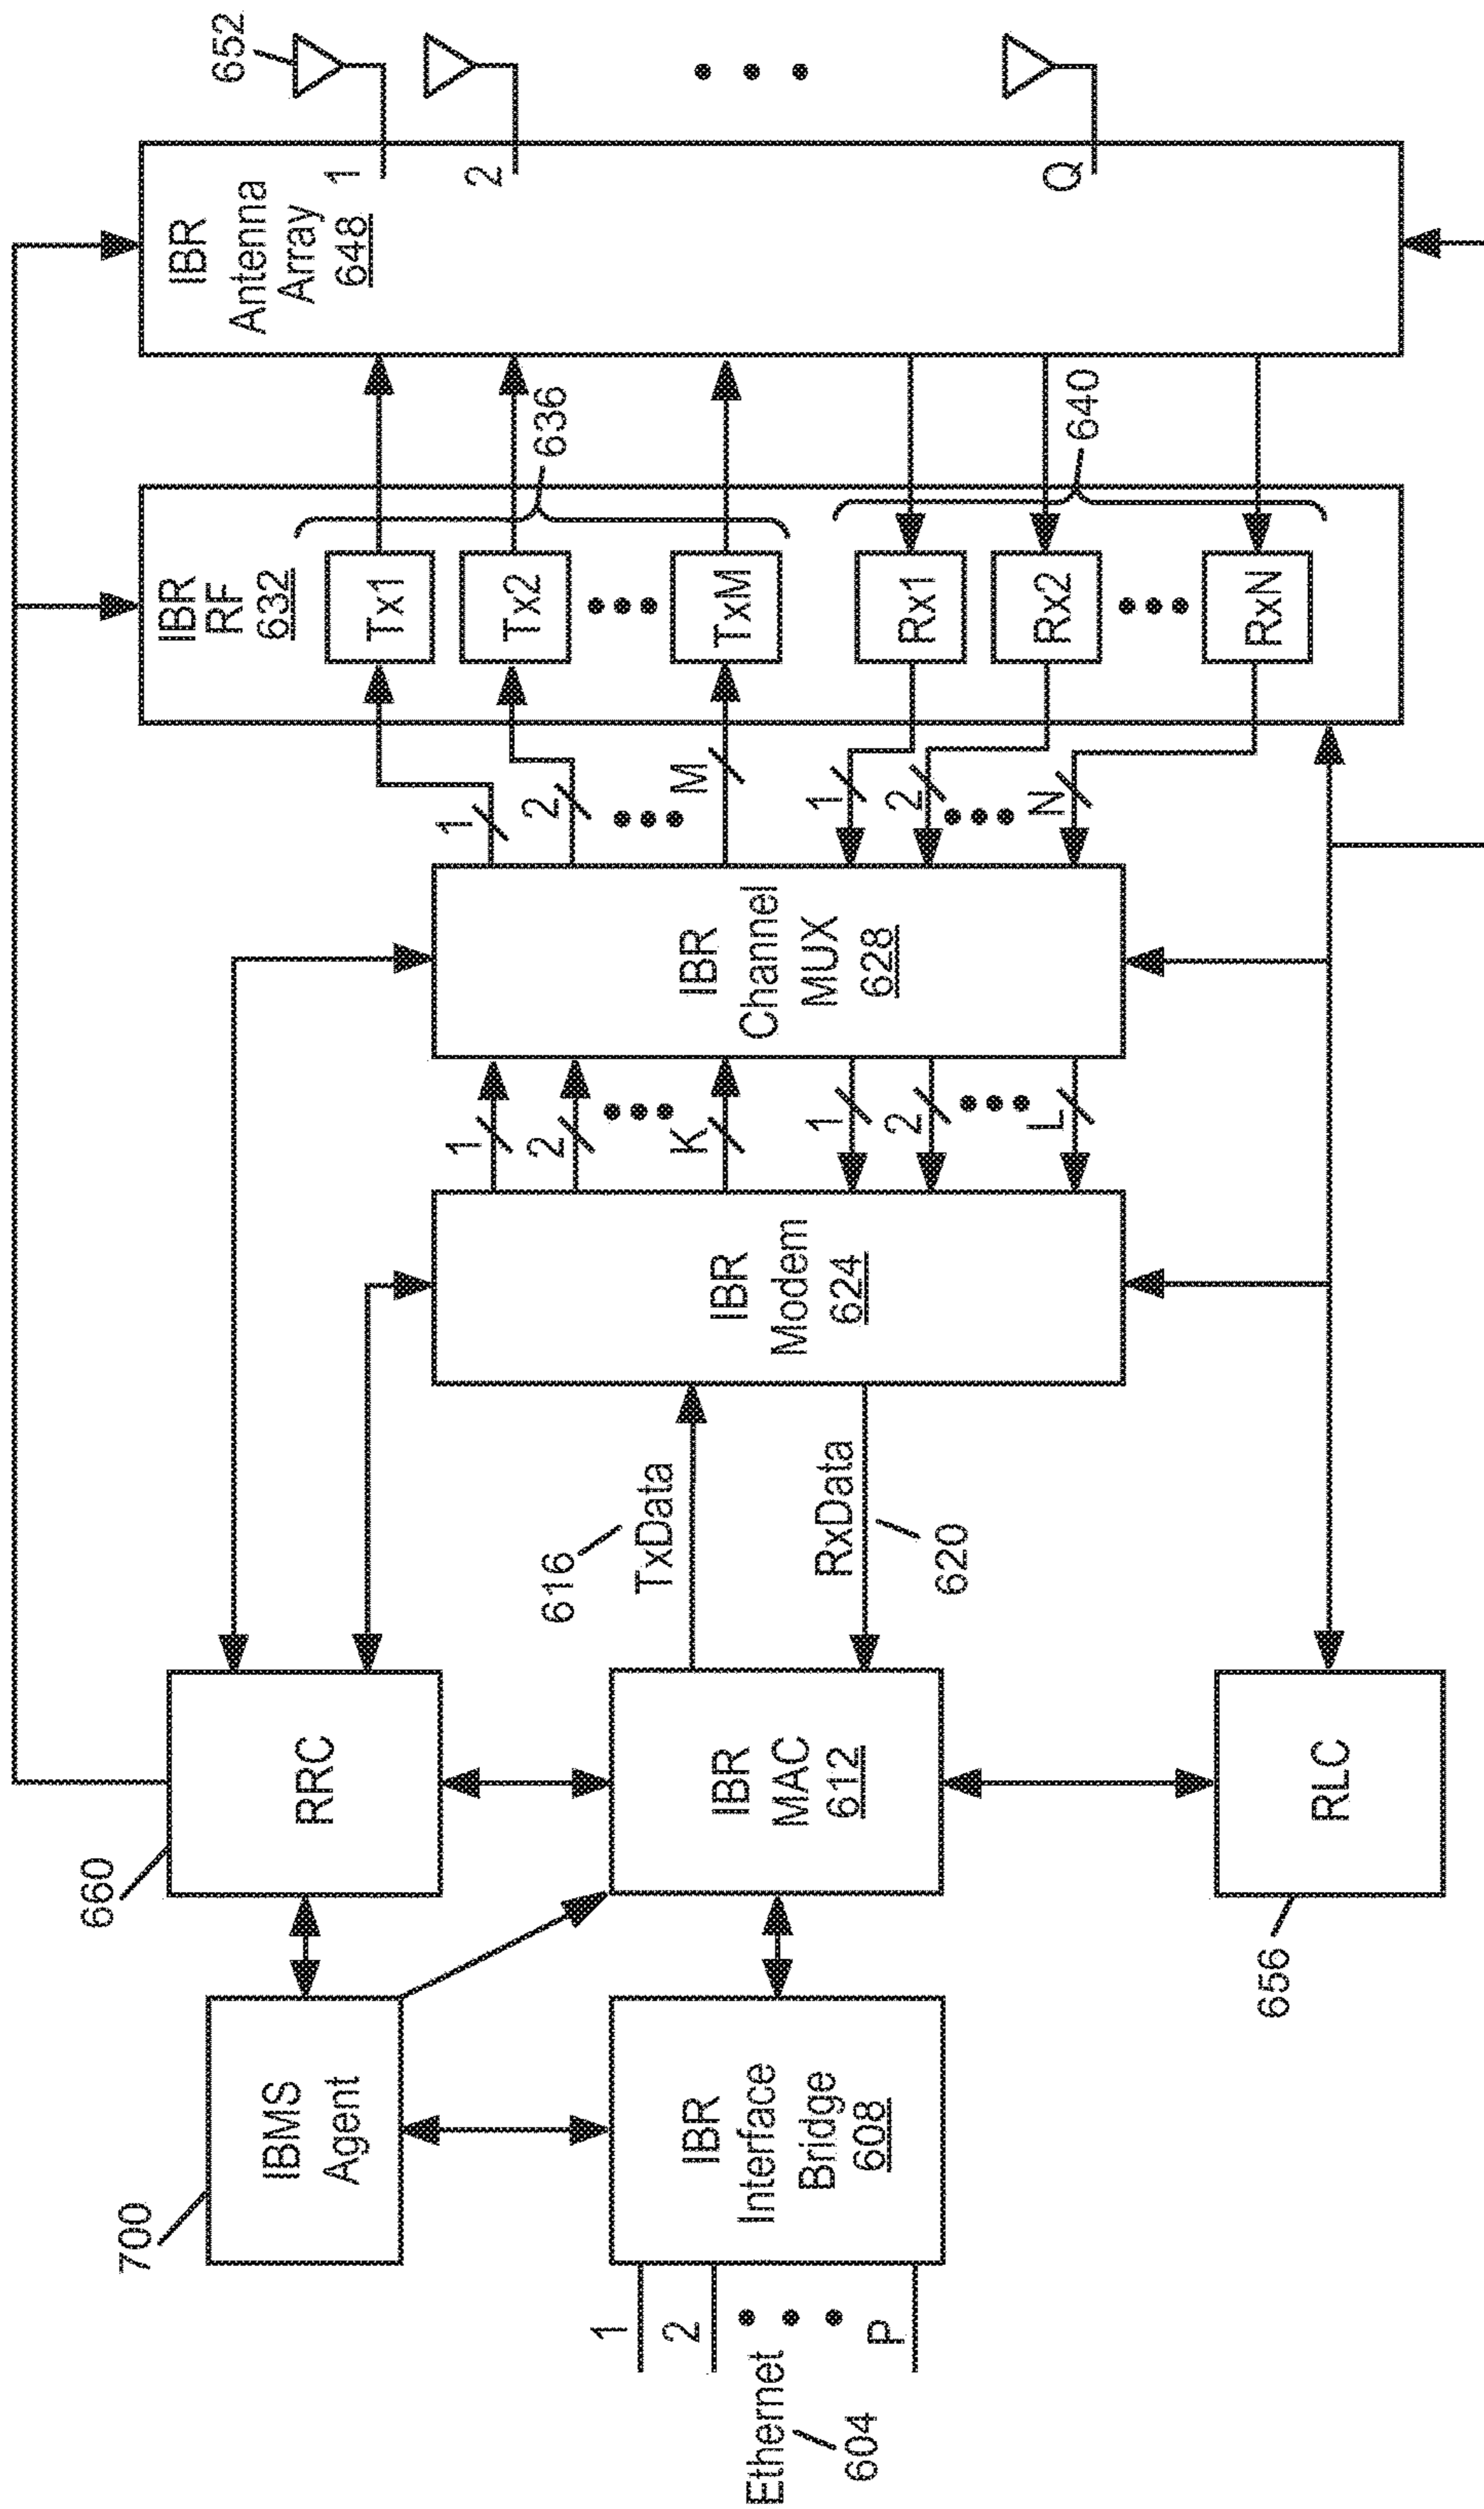 652
1
2
Q
IBR
Antenna
Array
648
636
640
IBR
RF
632
Tx1
Tx2
TxM
Rx1
Rx2
RxN
1
2
M
1
2
N
IBR
Channel
MUX
628
1
2
K
1
2
L
IBR
Modem
624
616
TxData
RxData
620
660
RRC
IBR
MAC
612
RLC
656
700
IBMS
Agent
IBR
Interface
Bridge
608
1
2
P
Ethernet
604